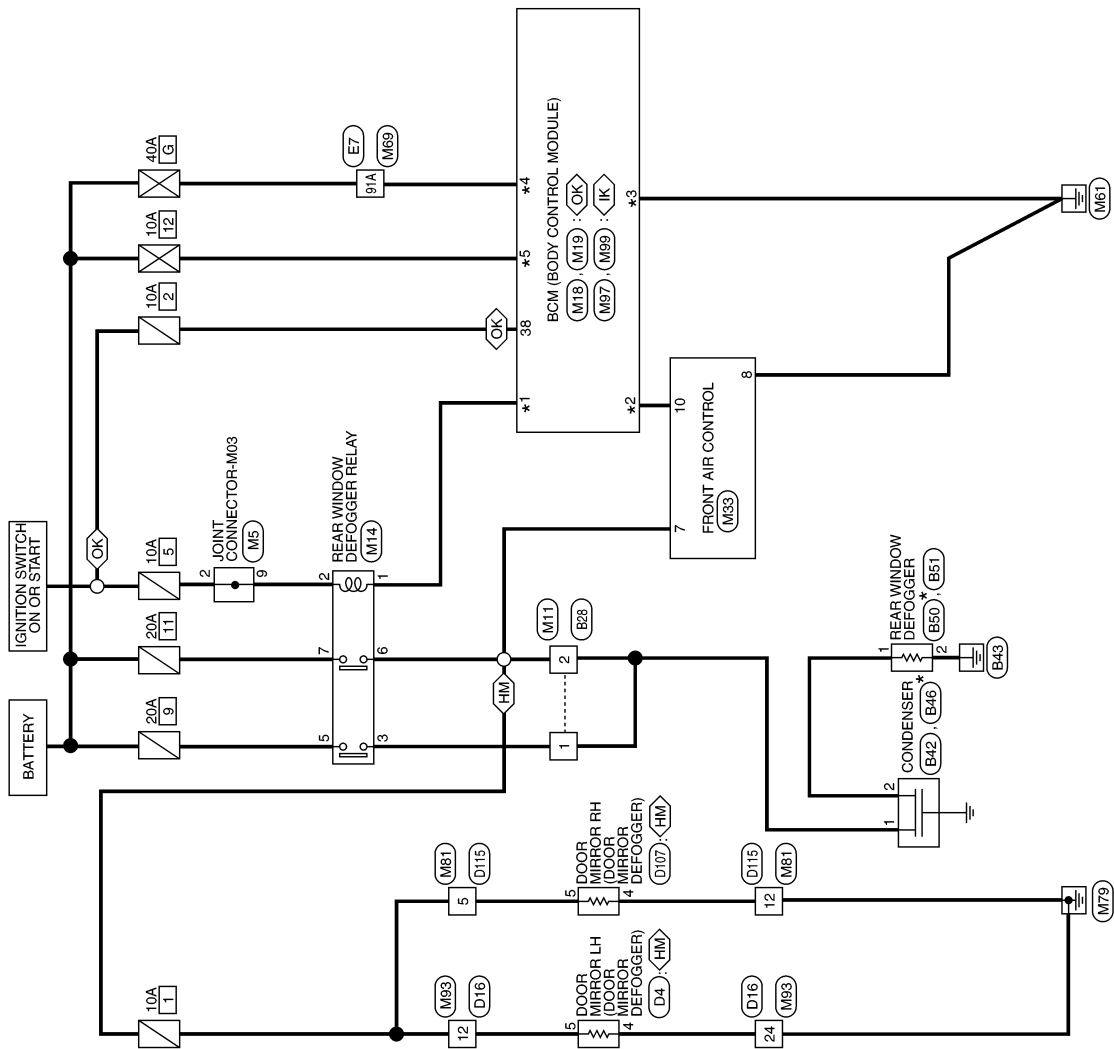 BATTERY
IGNITION SWITCH
ON OR START
10A
1
20A
9
20A
11
10A
5
OK
10A
2
10A
12
40A
G
2
JOINT
CONNECTOR-M03
M5
9
E7
91A
M69
5
7
2
REAR WINDOW
DEFOGGER RELAY
M14
3
6
1
OK
HM
*1
38
*5
*4
BCM (BODY CONTROL MODULE)
M18 , M19 : OK
M97 , M99 : IK
*2
*3
M93
12
D16
M81
5
D115
1
2
M11
B28
7
10
FRONT AIR CONTROL
M33
8
5
DOOR
MIRROR LH
(DOOR
MIRROR
DEFOGGER)
D4 : HM
4
5
DOOR
MIRROR RH
(DOOR
MIRROR
DEFOGGER)
D107 : HM
4
D16
24
M93
D115
12
M81
1
2
CONDENSER*
B42 , B46
1
REAR WINDOW
DEFOGGER*
B50 , B51
2
B43
M79
M61